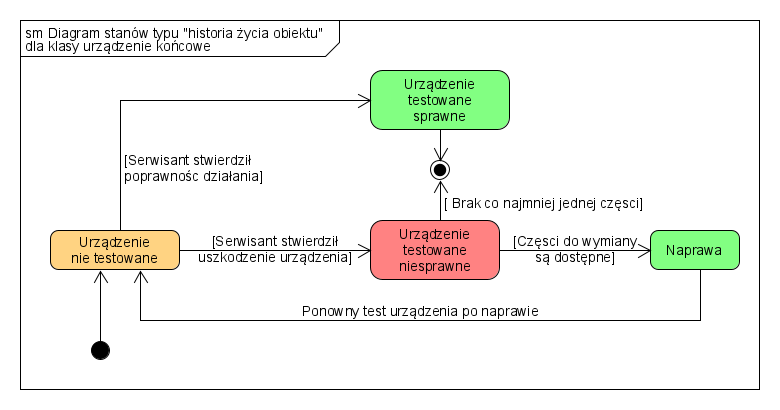 sm Diagram stanów typu "historia życia obiektu"
dla klasy urządzenie końcowe
Urządzenie
testowane
sprawne
[Serwisant stwierdził
poprawnośc działania]
[ Brak co najmniej jednej częsci]
Urządzenie
nie testowane
[Serwisant stwierdził
uszkodzenie urządzenia]
Urządzenie
testowane
niesprawne
[Częsci do wymiany
są dostępne]
Naprawa
Ponowny test urządzenia po naprawie